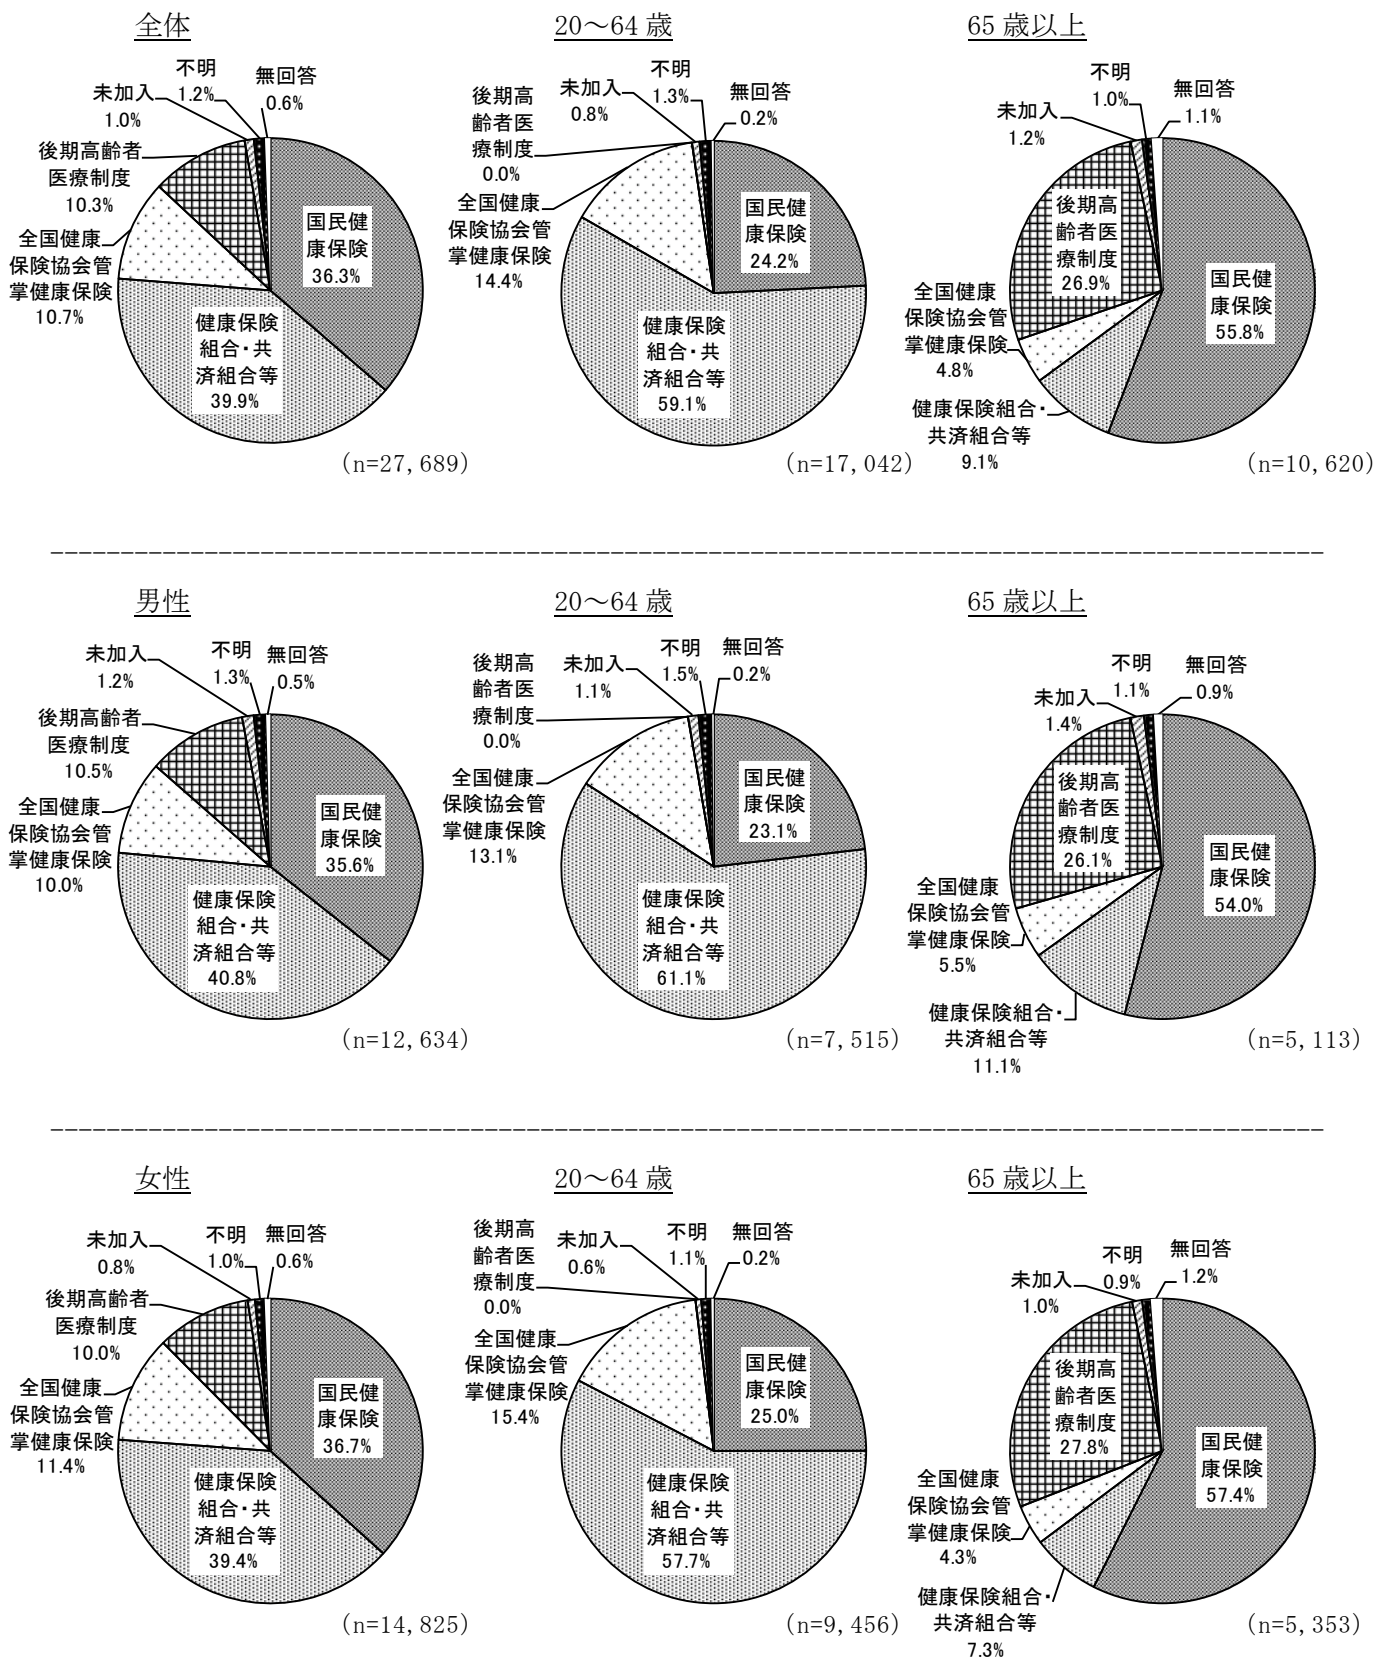 全体
不明
1.2%
無回答
0.6%
未加入
1.0%
後期高齢者
医療制度
10.3%
全国健康
保険協会管
掌健康保険
10.7%
国民健
康保険
36.3%
健康保険
組合・共
済組合等
39.9%
(n=27,689)
20～64 歳
後期高
齢者医
療制度
0.0%
未加入
0.8%
不明
1.3%
無回答
0.2%
全国健康
保険協会管
掌健康保険
14.4%
国民健
康保険
24.2%
健康保険
組合・共
済組合等
59.1%
(n=17,042)
65 歳以上
不明
1.0%
無回答
1.1%
未加入
1.2%
後期高
齢者医
療制度
26.9%
全国健康
保険協会管
掌健康保険
4.8%
国民健
康保険
55.8%
健康保険組合・
共済組合等
9.1%
(n=10,620)
男性
未加入
1.2%
不明
1.3%
無回答
0.5%
後期高齢者
医療制度
10.5%
全国健康
保険協会管
掌健康保険
10.0%
国民健
康保険
35.6%
健康保険
組合・共
済組合等
40.8%
(n=12,634)
20～64 歳
後期高
齢者医
療制度
0.0%
未加入
1.1%
不明
1.5%
無回答
0.2%
全国健康
保険協会管
掌健康保険
13.1%
国民健
康保険
23.1%
健康保険
組合・共
済組合等
61.1%
(n=7,515)
65 歳以上
不明
1.1%
無回答
0.9%
未加入
1.4%
後期高
齢者医
療制度
26.1%
全国健康
保険協会管
掌健康保険
5.5%
国民健
康保険
54.0%
健康保険組合・
共済組合等
11.1%
(n=5,113)
女性
未加入
0.8%
不明
1.0%
無回答
0.6%
後期高齢者
医療制度
10.0%
全国健康
保険協会管
掌健康保険
11.4%
国民健
康保険
36.7%
健康保険
組合・共
済組合等
39.4%
(n=14,825)
20～64 歳
後期高
齢者医
療制度
0.0%
未加入
0.6%
不明
1.1%
無回答
0.2%
全国健康
保険協会管
掌健康保険
15.4%
国民健
康保険
25.0%
健康保険
組合・共
済組合等
57.7%
(n=9,456)
65 歳以上
不明
0.9%
無回答
1.2%
未加入
1.0%
後期高
齢者医
療制度
27.8%
全国健康
保険協会管
掌健康保険
4.3%
国民健
康保険
57.4%
健康保険組合・
共済組合等
7.3%
(n=5,353)